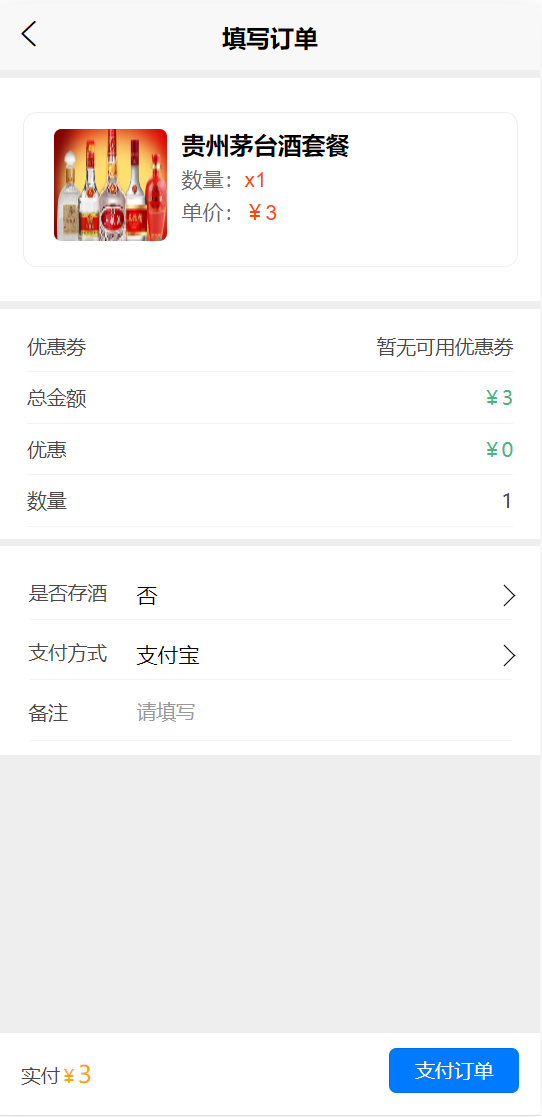 填写订单
贵州茅台酒套餐
数量：x1
单价：￥3
优惠劵 暂无可用优惠劵
总金额 ￥3
优惠 ￥0
数量 1
是否存酒 否
支付方式 支付宝
备注 请填写
实付￥3 支付订单